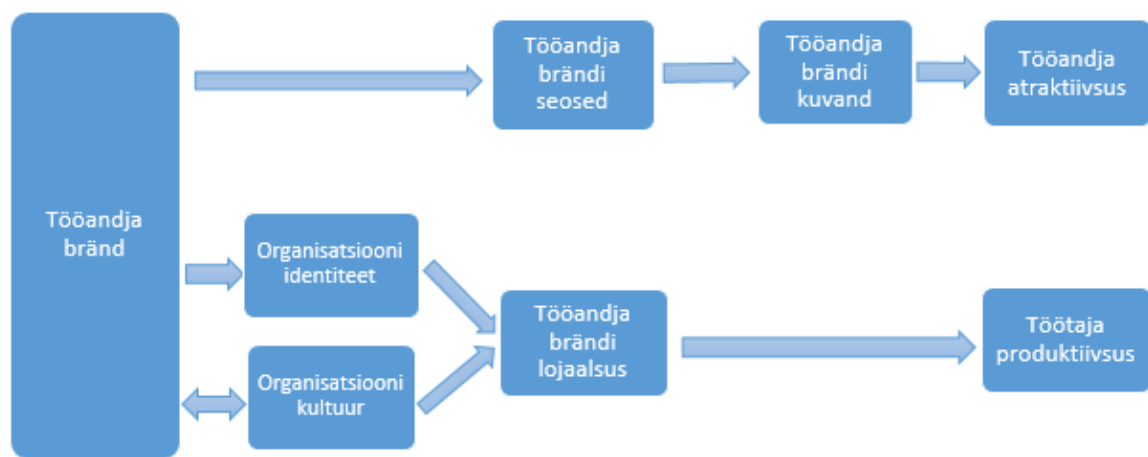 Tööandja
brändi
seosed
Tööandja
brändi
kuvand
Tööandja
atraktiivsus
Tööandja
bränd
Organisatsiooni
identiteet
Organisatsiooni
kultuur
Tööandja
brändi
lojaalsus
Töötaja
produktiivsus